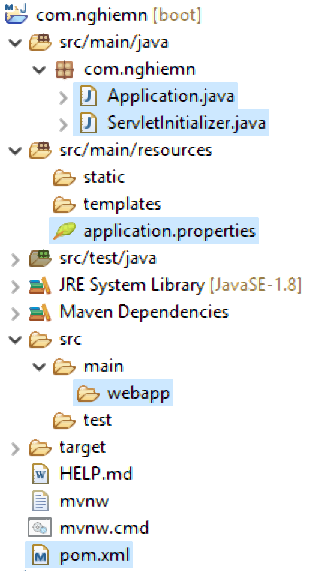 com.nghiemn [boot]
src/main/java
com.nghiemn
Application.java
ServletInitializer.java
src/main/resources
static
templates
application.properties
src/test/java
JRE System Library [JavaSE-1.8]
Maven Dependencies
src
main
webapp
test
target
HELP.md
mvnw
mvnw.cmd
pom.xml